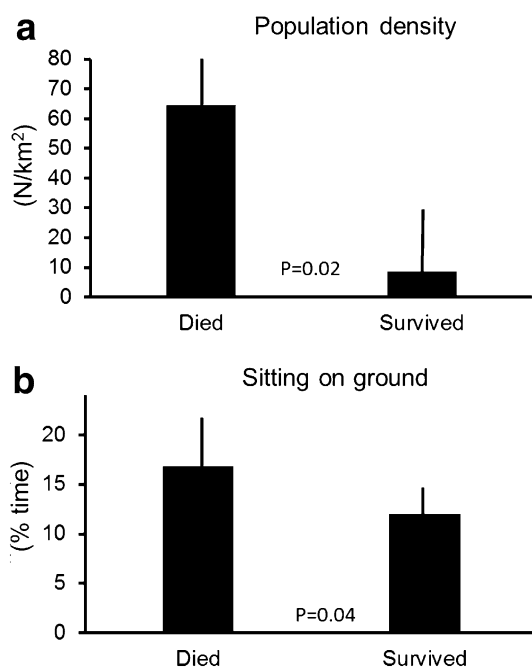 a
Population density
80
70
60
50
40
30
20
10
0
(N/km²)
P=0.02
Died Survived
b
Sitting on ground
20
15
10
5
0
(% time)
P=0.04
Died Survived